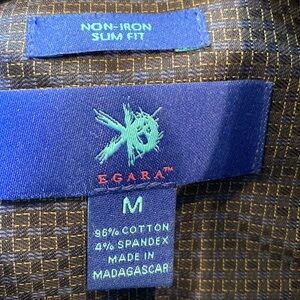 NON-IRON
SLIM FIT
EGARA™
M
96% COTTON
4% SPANDEX
MADE IN
MADAGASCAR